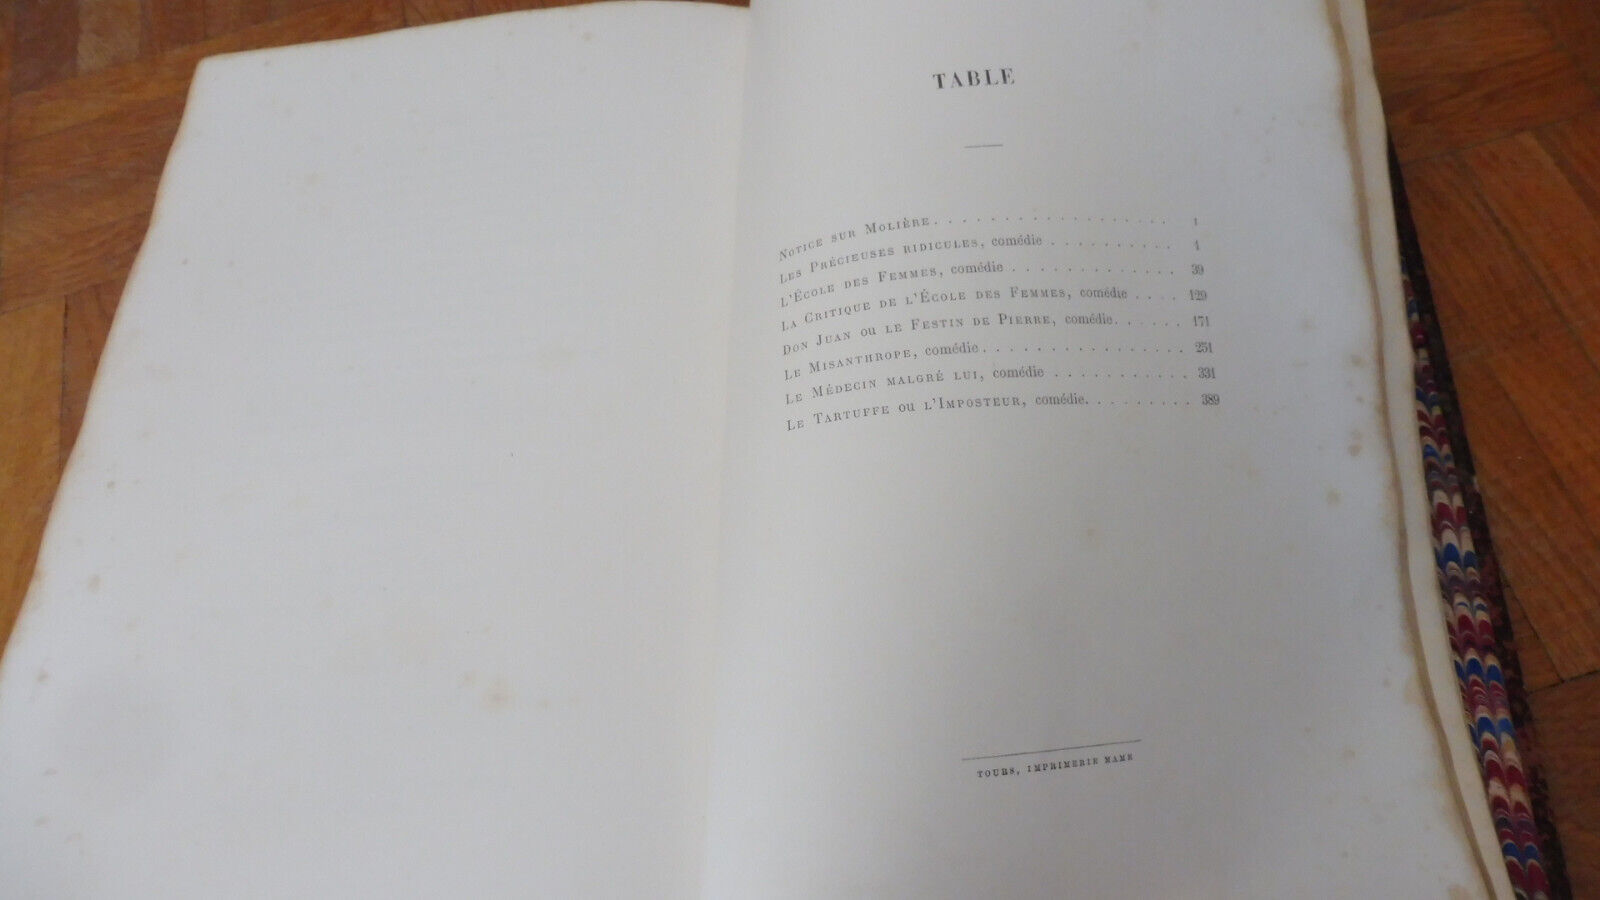 TABLE
NOTICE SUR MOLIÈRE. . . . . . . . . . . . . . . . . . 1
LES PRÉCIEUSES RIDICULES, comédie . . . . . . . . . . 1
L'ÉCOLE DES FEMMES, comédie . . . . . . . . . . . . . 39
LA CRITIQUE DE L'ÉCOLE DES FEMMES, comédie . . . . 129
DON JUAN OU LE FESTIN DE PIERRE, comédie. . . . . . 171
LE MISANTHROPE, comédie. . . . . . . . . . . . . . . . 251
LE MÉDECIN MALGRÉ LUI, comédie . . . . . . . . . . . 331
LE TARTUFFE OU L'IMPOSTEUR, comédie. . . . . . . . . 389
TOURS, IMPRIMERIE MAME